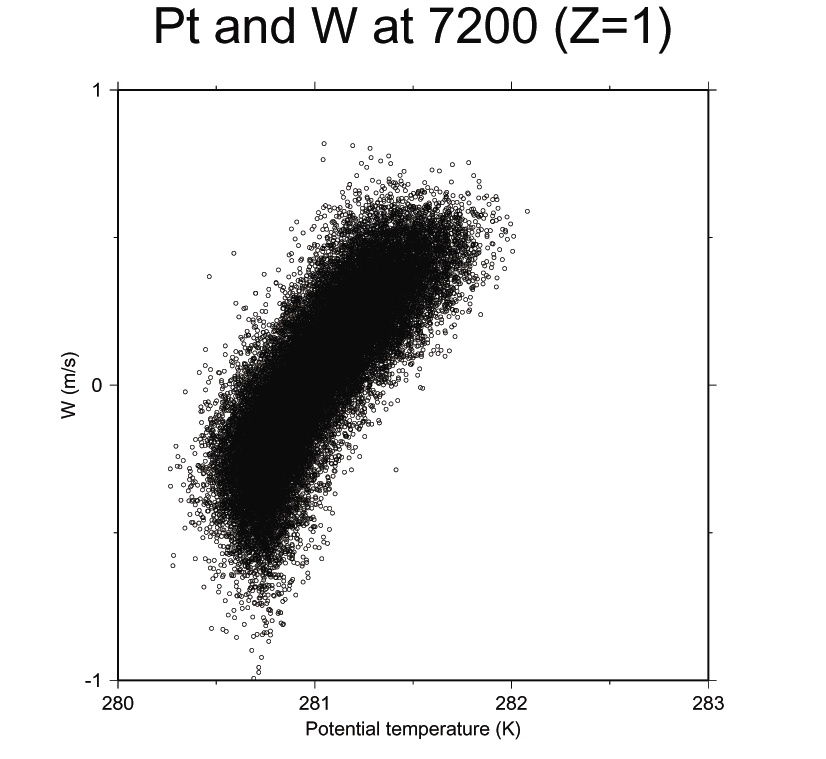 Pt and W at 7200 (Z=1)
1
0
-1
W (m/s)
280 281 282 283
Potential temperature (K)